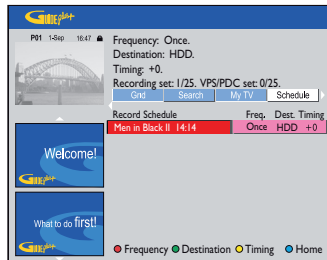 GUIDE Plus+
P01 1-Sep 16:47
Frequency: Once.
Destination: HDD.
Timing: +0.
Recording set: 1/25. VPS/PDC set: 0/25.
Grid Search My TV Schedule
Record Schedule Freq. Dest. Timing
Men in Black II 14:14 Once HDD +0
Welcome!
GUIDE Plus+
What to do first!
GUIDE Plus+
Frequency Destination Timing Home